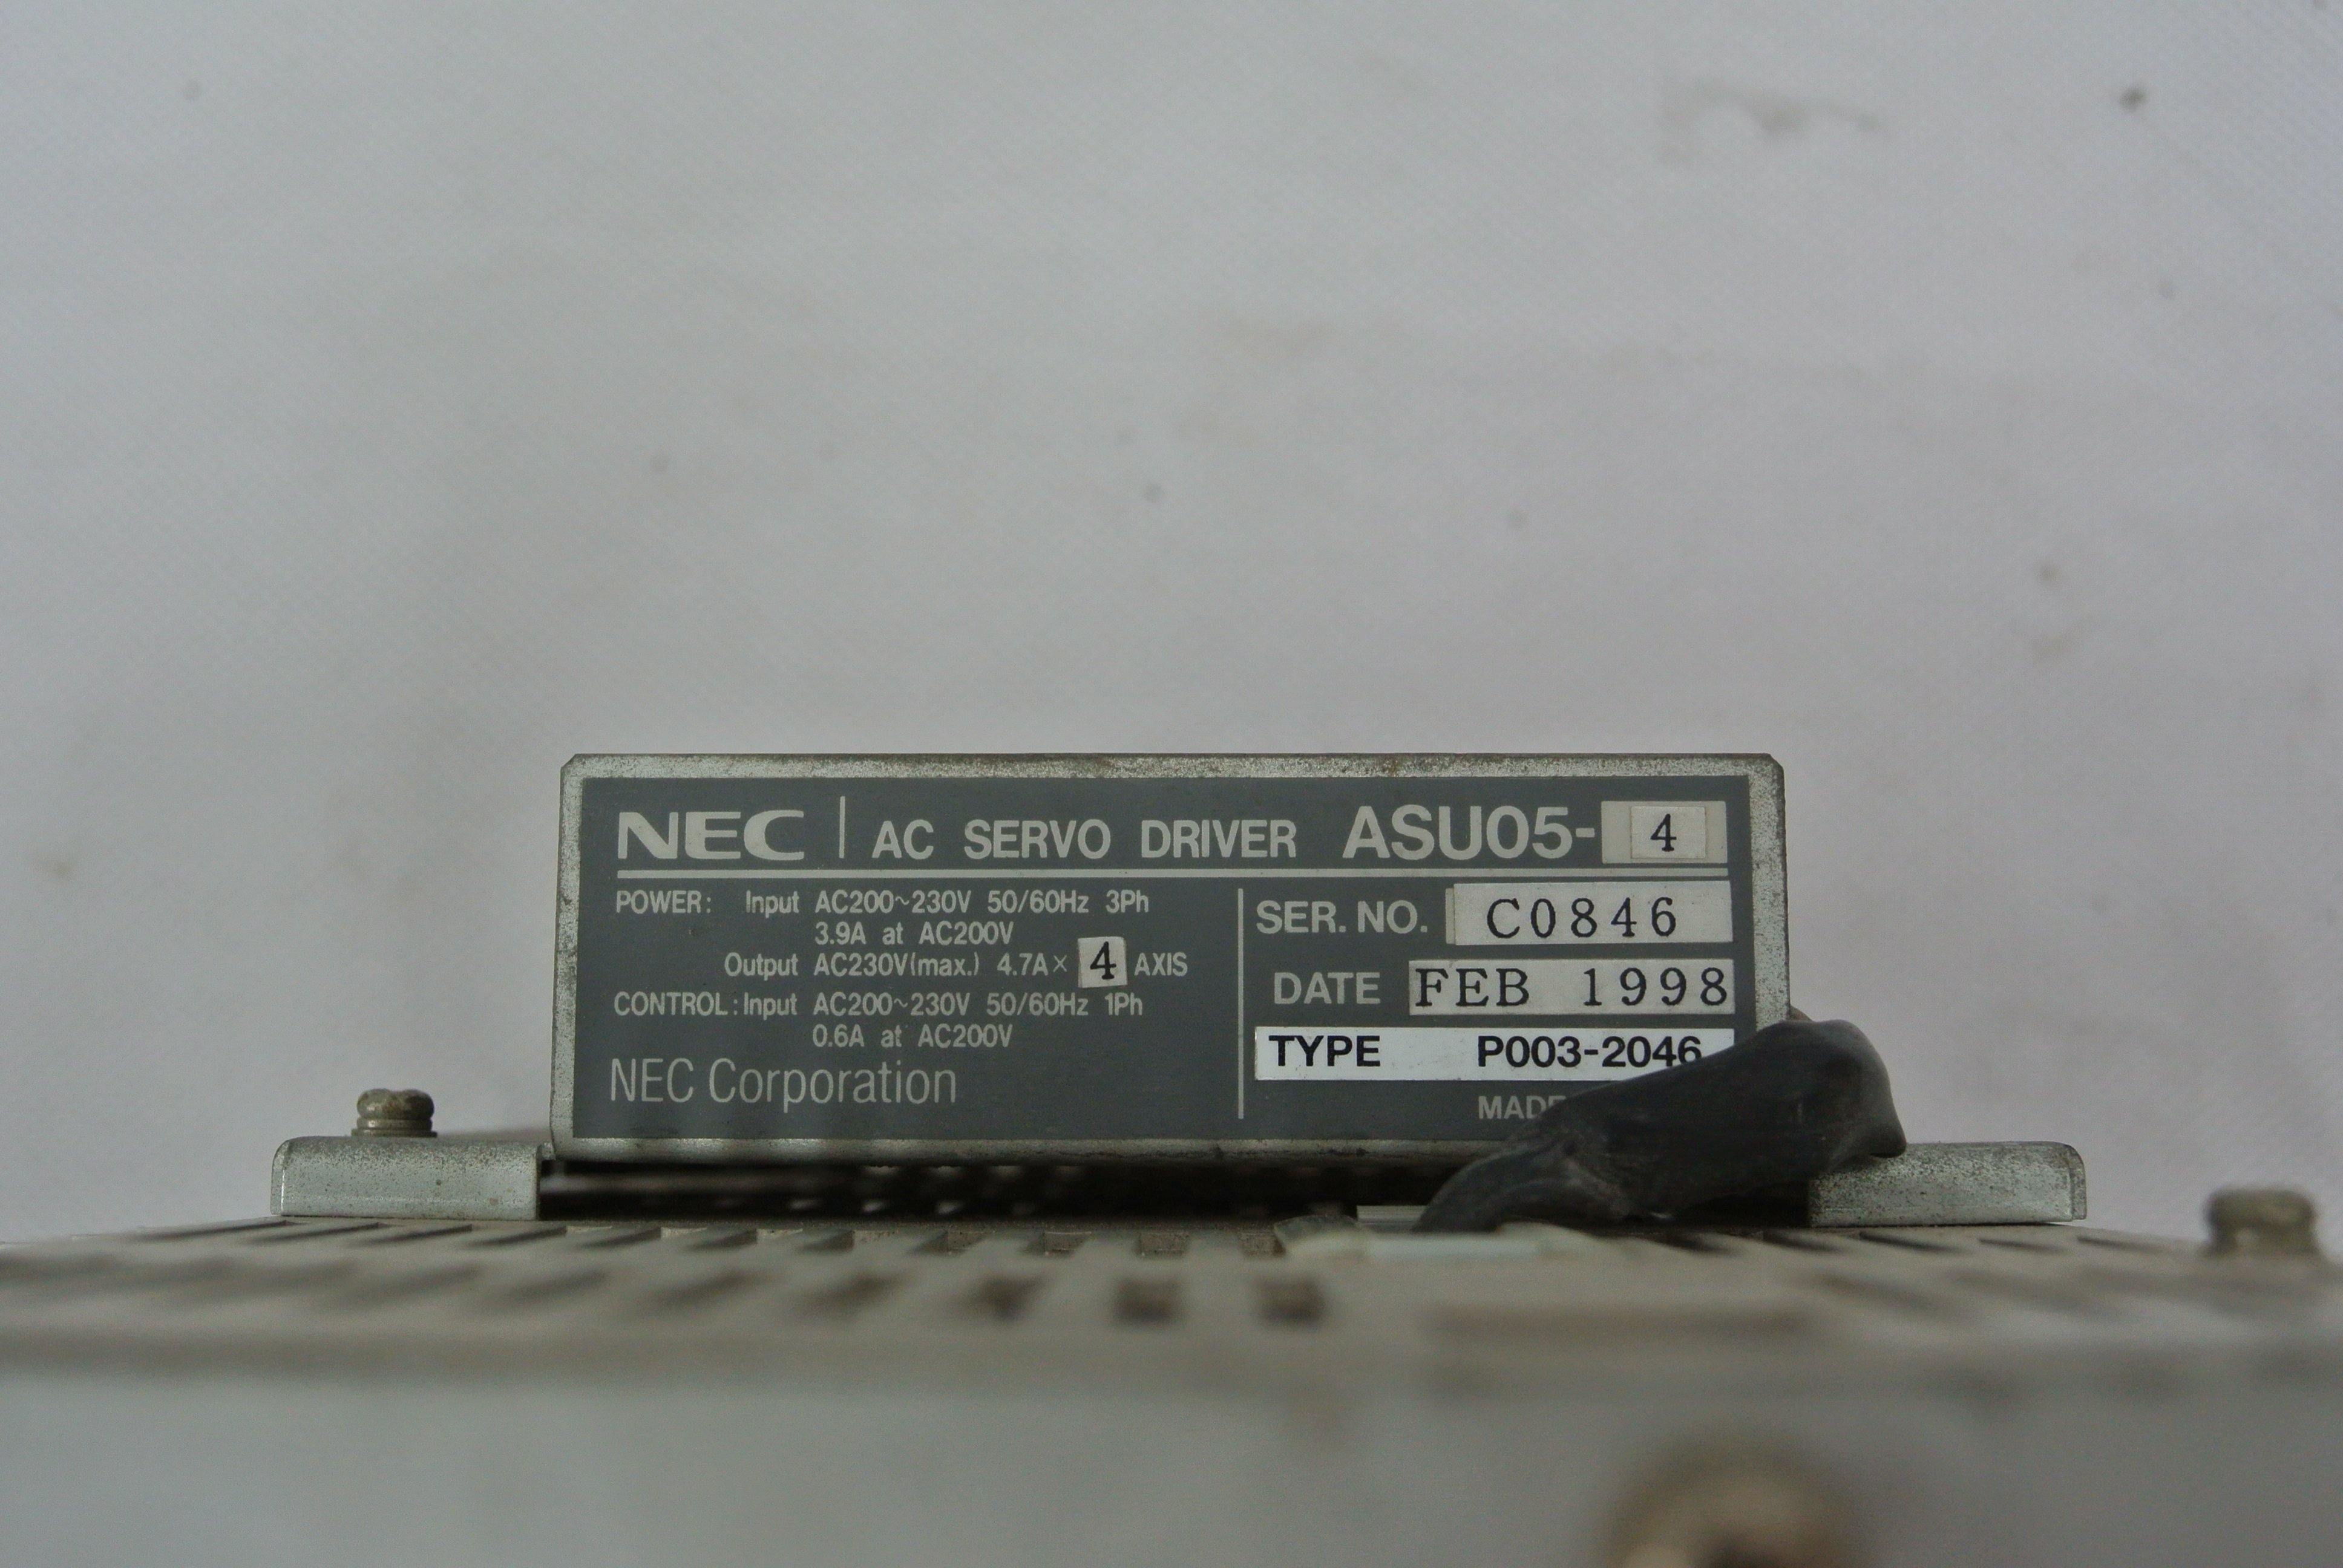 NEC | AC SERVO DRIVER ASU05-4
POWER: Input AC200~230V 50/60Hz 3Ph
3.9A at AC200V
Output AC230V(max.) 4.7A× 4 AXIS
CONTROL: Input AC200~230V 50/60Hz 1Ph
0.6A at AC200V
NEC Corporation
SER. NO. C0846
DATE FEB 1998
TYPE P003-2046
MADE